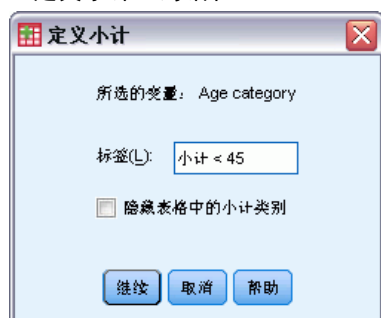 定义小计
所选的变量： Age category
标签(L): 小计 < 45
隐藏表格中的小计类别
继续 取消 帮助